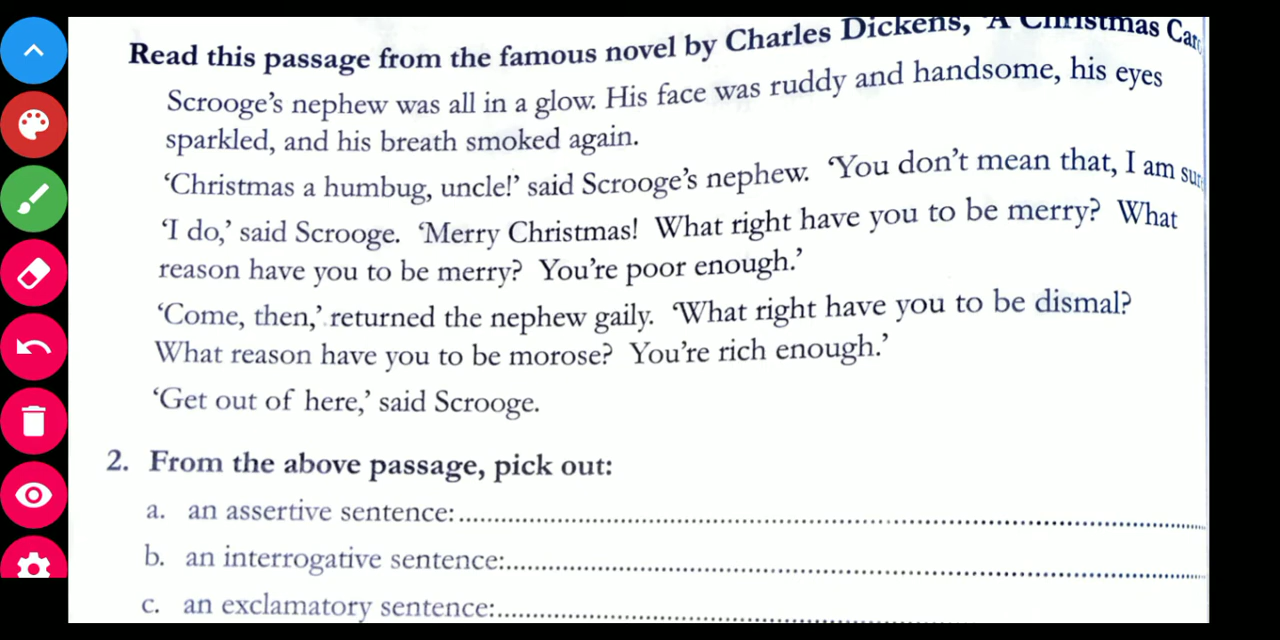 Read this passage from the famous novel by Charles Dickens, 'A Christmas
Scrooge's nephew was all in a glow. His face was ruddy and handsome, his eyes
sparkled, and his breath smoked again.
'Christmas a humbug, uncle!' said Scrooge's nephew. 'You don't mean that, I am
'I do,' said Scrooge. 'Merry Christmas! What right have you to be merry? What
reason have you to be merry? You're poor enough.'
'Come, then,' returned the nephew gaily. 'What right have you to be dismal?
What reason have you to be morose? You're rich enough.'
'Get out of here,' said Scrooge.
2. From the above passage, pick out:
a. an assertive sentence:
b. an interrogative sentence:
c. an exclamatory sentence: